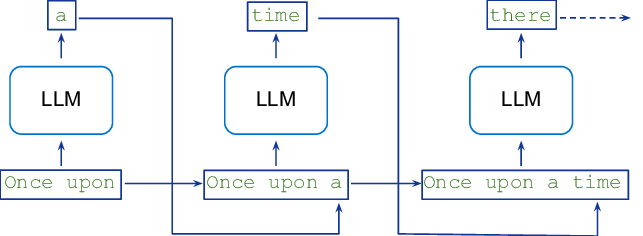 a
time
there
LLM
LLM
LLM
Once upon
Once upon a
Once upon a time